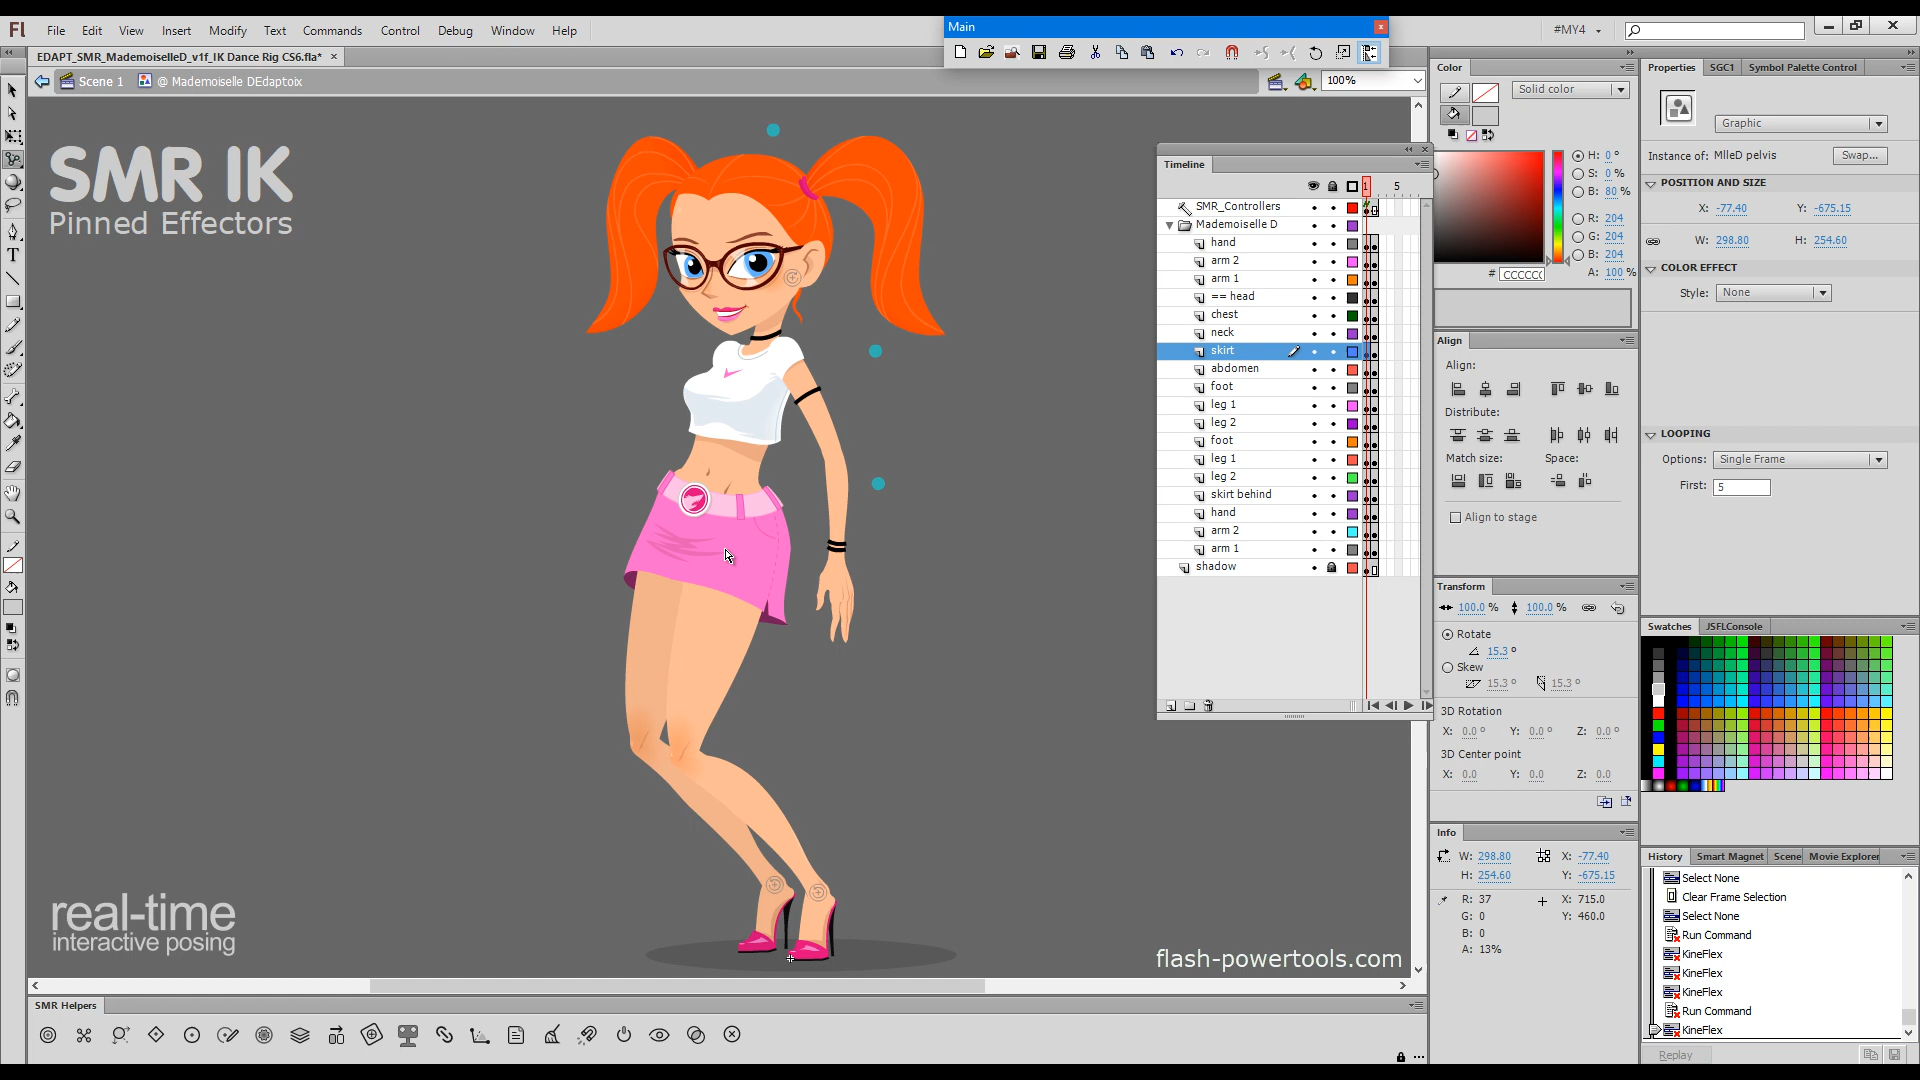 Fl File Edit View Insert Text Modify Commands Control Debug Window Help
Main
#MY4
EDAPT_SMR_MademoiselleD_v1f_IK Dance Rig CS6.fla* ×
Scene 1 @ Mademoiselle DEdaptoix
100%
SMR IK
Pinned Effectors
real-time
interactive posing
flash-powertools.com
Timeline
1 5
SMR_Controllers
Mademoiselle D
hand
arm 2
arm 1
== head
chest
neck
skirt
abdomen
foot
leg 1
leg 2
foot
leg 1
leg 2
skirt behind
hand
arm 2
arm 1
shadow
Color
Solid color
H: 0 °
S: 0 %
B: 80 %
R: 204
G: 204
B: 204
A: 100 %
# CCCCCC
Align
Align:
Distribute:
Match size: Space:
Align to stage
Transform
100.0 % 100.0 %
Rotate
15.3 °
Skew
15.3 ° 15.3 °
3D Rotation
X: 0.0 ° Y: 0.0 ° Z: 0.0 °
3D Center point
X: 0.0 Y: 0.0 Z: 0.0
Info
W: 298.80 X: -77.40
H: 254.60 Y: -675.15
R: 37 X: 715.0
G: 0 Y: 460.0
B: 0
A: 13%
Properties SGC1 Symbol Palette Control
Graphic
Instance of: MlleD pelvis Swap...
POSITION AND SIZE
X: -77.40 Y: -675.15
W: 298.80 H: 254.60
COLOR EFFECT
Style: None
LOOPING
Options: Single Frame
First: 5
Swatches JSFLConsole
History Smart Magnet Scene Movie Explorer
Select None
Clear Frame Selection
Select None
Run Command
KineFlex
KineFlex
KineFlex
Run Command
KineFlex
Replay
SMR Helpers